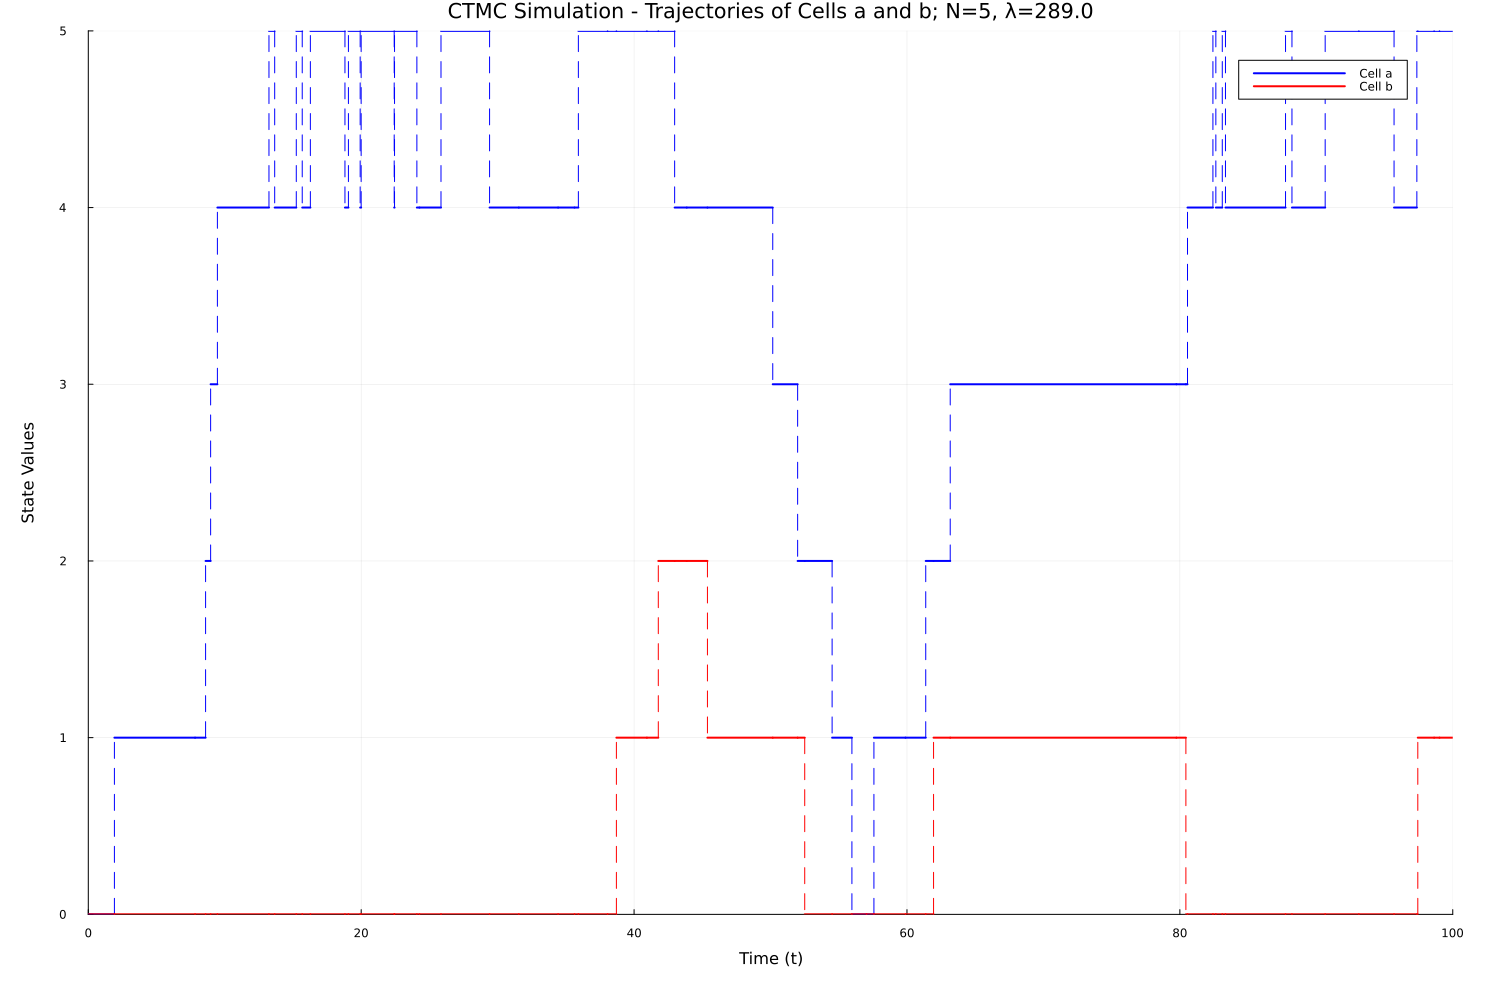 CTMC Simulation - Trajectories of Cells a and b; N=5, λ=289.0
5
Cell a
Cell b
4
3
State Values
2
1
0
0 20 40 60 80 100
Time (t)